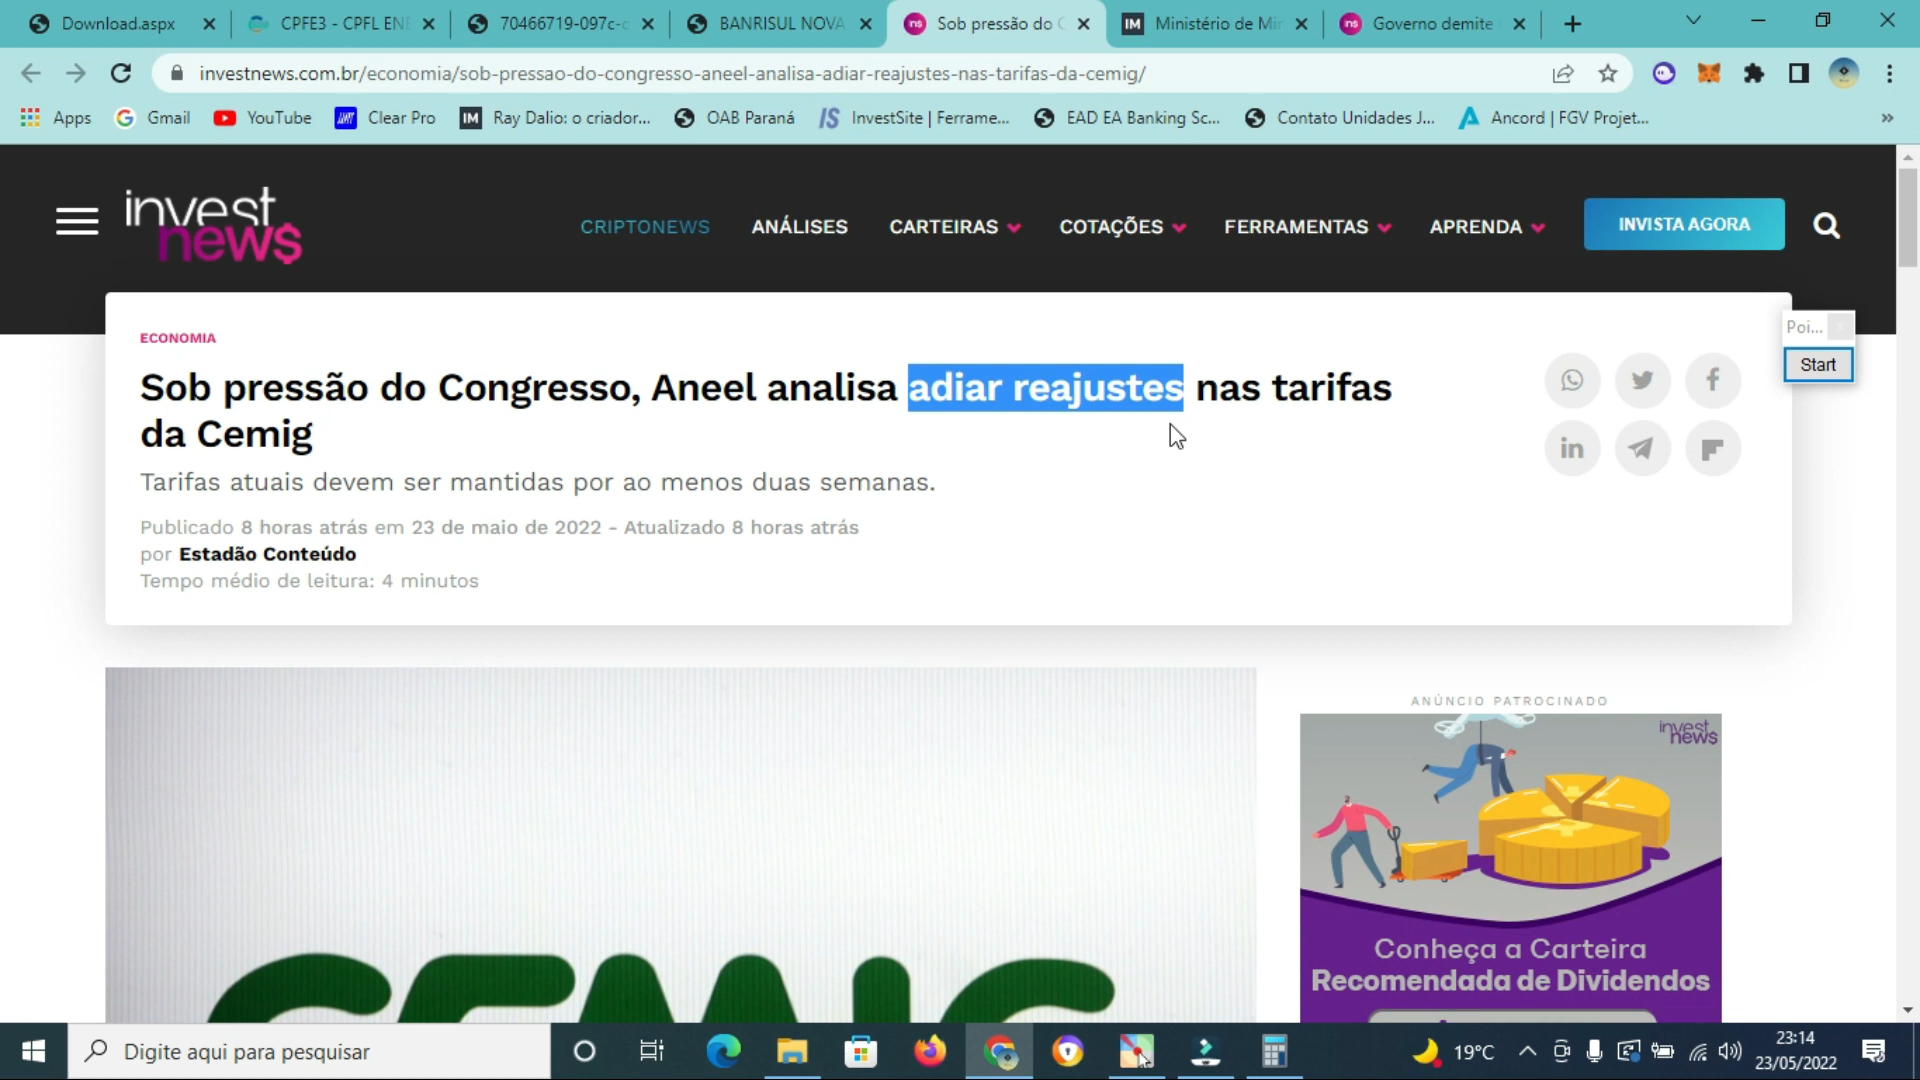 Download.aspx
CPFE3 - CPFL ENE
70466719-097c-c
BANRISUL NOVA
Sob pressão do C
Ministério de Min
Governo demite
investnews.com.br/economia/sob-pressao-do-congresso-aneel-analisa-adiar-reajustes-nas-tarifas-da-cemig/
Apps
Gmail
YouTube
Clear Pro
IM Ray Dalio: o criador...
OAB Paraná
IS InvestSite | Ferrame...
EAD EA Banking Sc...
Contato Unidades J...
Ancord | FGV Projet...
»
invest
news
CRIPTONEWS
ANÁLISES
CARTEIRAS
COTAÇÕES
FERRAMENTAS
APRENDA
INVISTA AGORA
Poi...
Start
ECONOMIA
Sob pressão do Congresso, Aneel analisa adiar reajustes nas tarifas
da Cemig
Tarifas atuais devem ser mantidas por ao menos duas semanas.
Publicado 8 horas atrás em 23 de maio de 2022 - Atualizado 8 horas atrás
por Estadão Conteúdo
Tempo médio de leitura: 4 minutos
ANÚNCIO PATROCINADO
invest
news
Conheça a Carteira
Recomendada de Dividendos
CEMIG
Digite aqui para pesquisar
19°C
23:14
23/05/2022